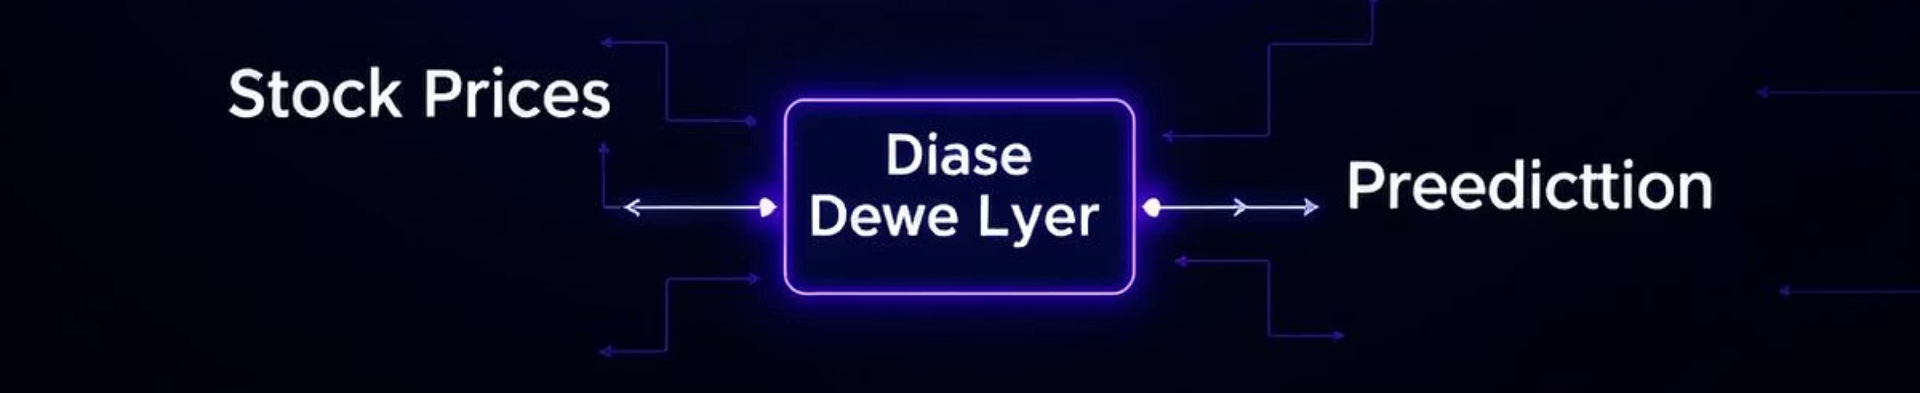 Stock Prices
Diase
Dewe Lyer
Preedicttion